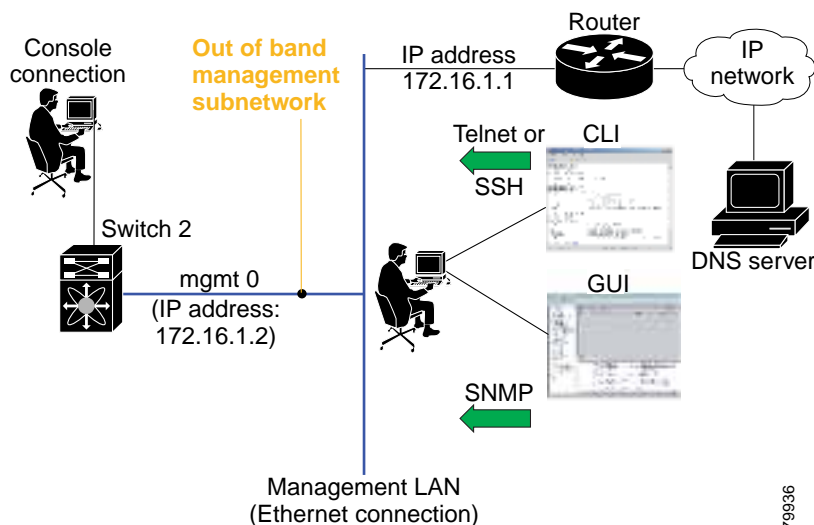 Router
Console
connection
Out of band
management
subnetwork
IP address
172.16.1.1
IP
network
Telnet or
SSH
CLI
Switch 2
DNS server
mgmt 0
(IP address:
172.16.1.2)
GUI
SNMP
Management LAN
(Ethernet connection)
79936